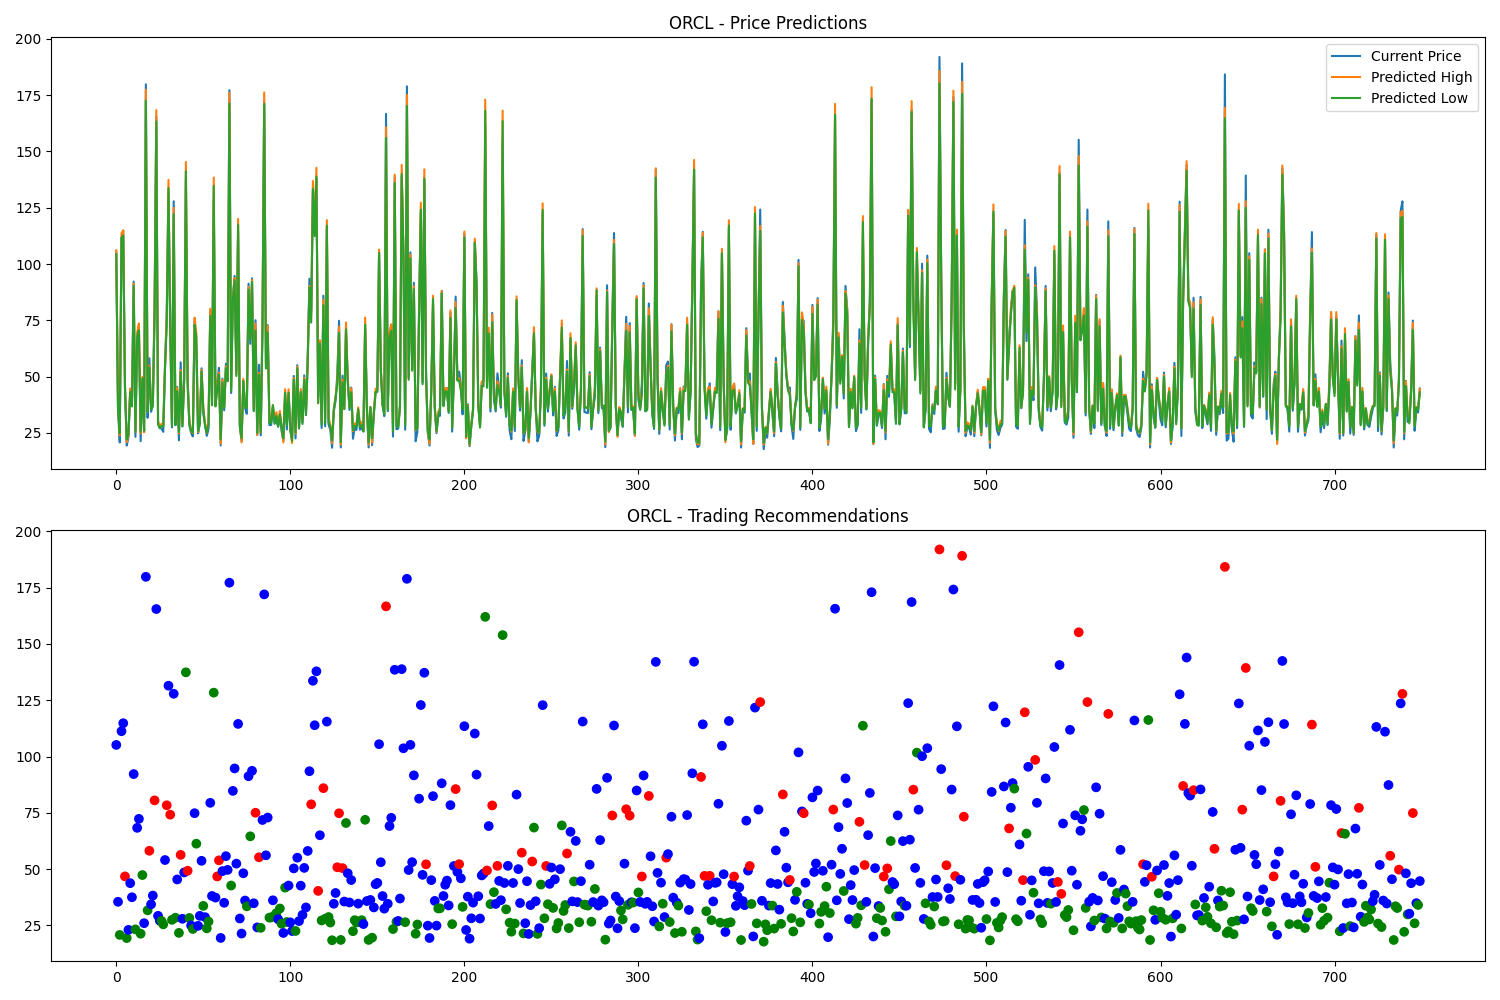 ORCL - Price Predictions
200
175
150
125
100
75
50
25
Current Price
Predicted High
Predicted Low
0 100 200 300 400 500 600 700
ORCL - Trading Recommendations
200
175
150
125
100
75
50
25
0 100 200 300 400 500 600 700